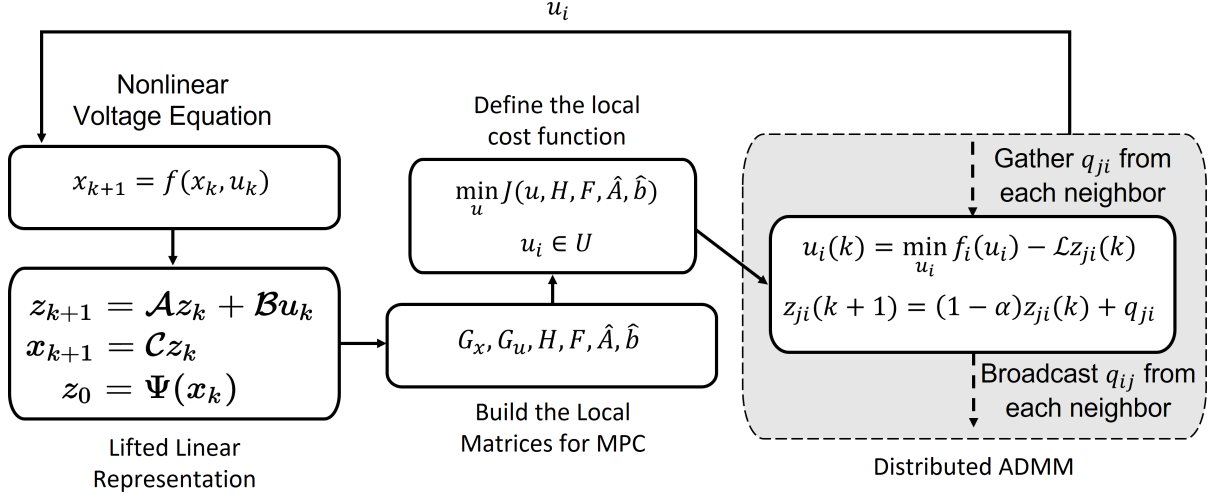 u_i
Nonlinear
Voltage Equation
x_{k+1} = f(x_k, u_k)
z_{k+1} = 𝓐z_k + 𝓑u_k
x_{k+1} = 𝓒z_k
z_0 = Ψ(x_k)
Lifted Linear
Representation
Define the local
cost function
min_u J(u, H, F, Â, b̂)
u_i ∈ U
G_x, G_u, H, F, Â, b̂
Build the Local
Matrices for MPC
Gather q_{ji} from
each neighbor
u_i(k) = min_{u_i} f_i(u_i) − ℒz_{ji}(k)
z_{ji}(k + 1) = (1 − α)z_{ji}(k) + q_{ji}
Broadcast q_{ij} from
each neighbor
Distributed ADMM